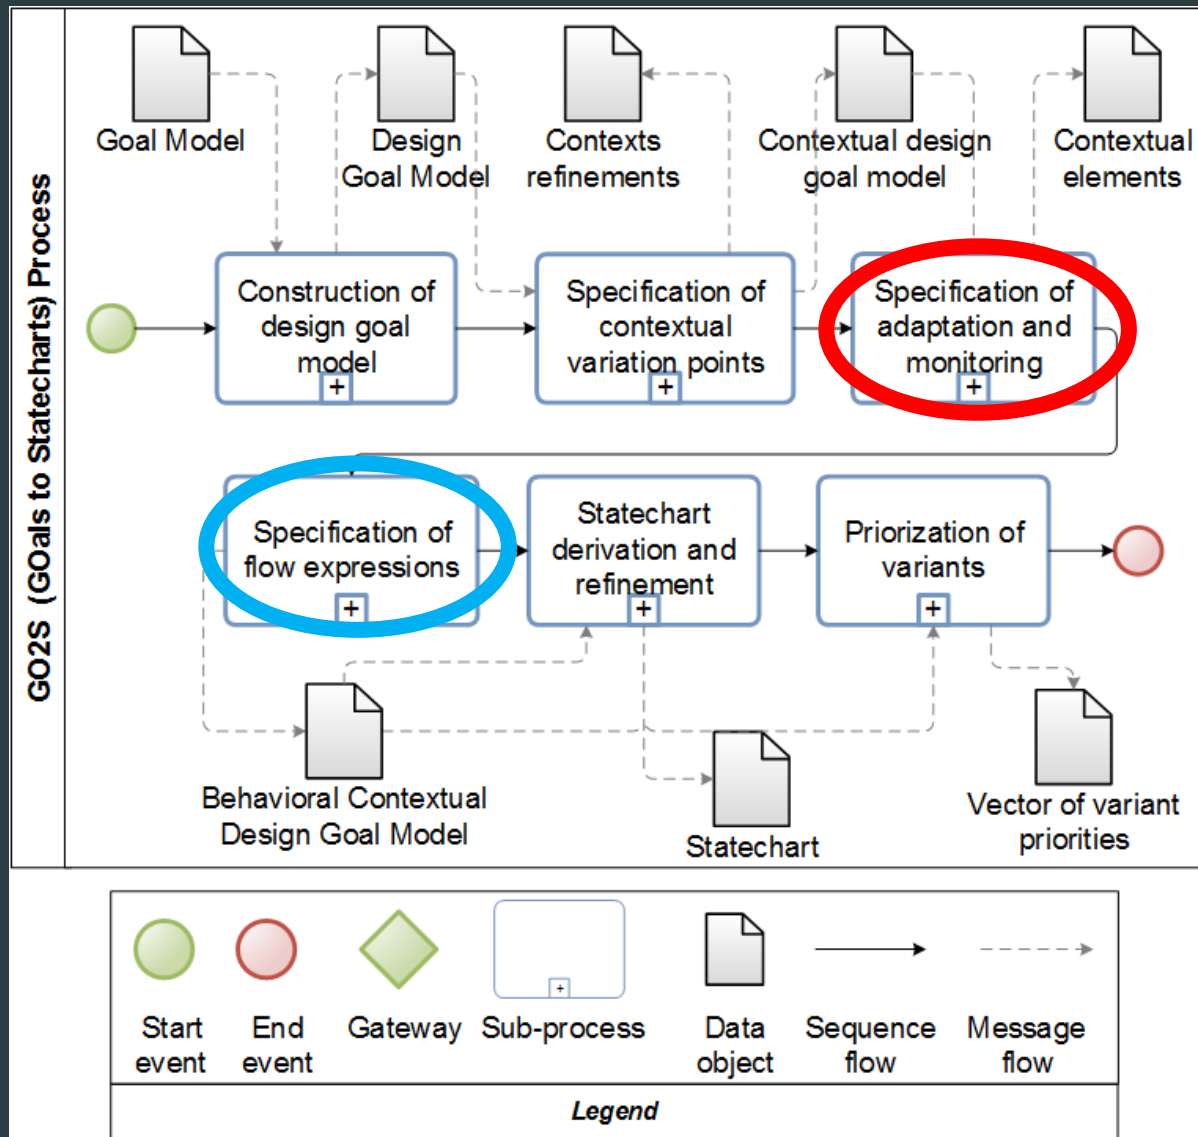 GO2S (GOals to Statecharts) Process
Goal Model
Design
Goal Model
Contexts
refinements
Contextual design
goal model
Contextual
elements
Construction of
design goal
model
+
Specification of
contextual
variation points
+
Specification of
adaptation and
monitoring
+
Specification of
flow expressions
+
Statechart
derivation and
refinement
+
Priorization of
variants
+
Behavioral Contextual
Design Goal Model
Statechart
Vector of variant
priorities
+
Start
event
End
event
Gateway
Sub-process
Data
object
Sequence
flow
Message
flow
Legend